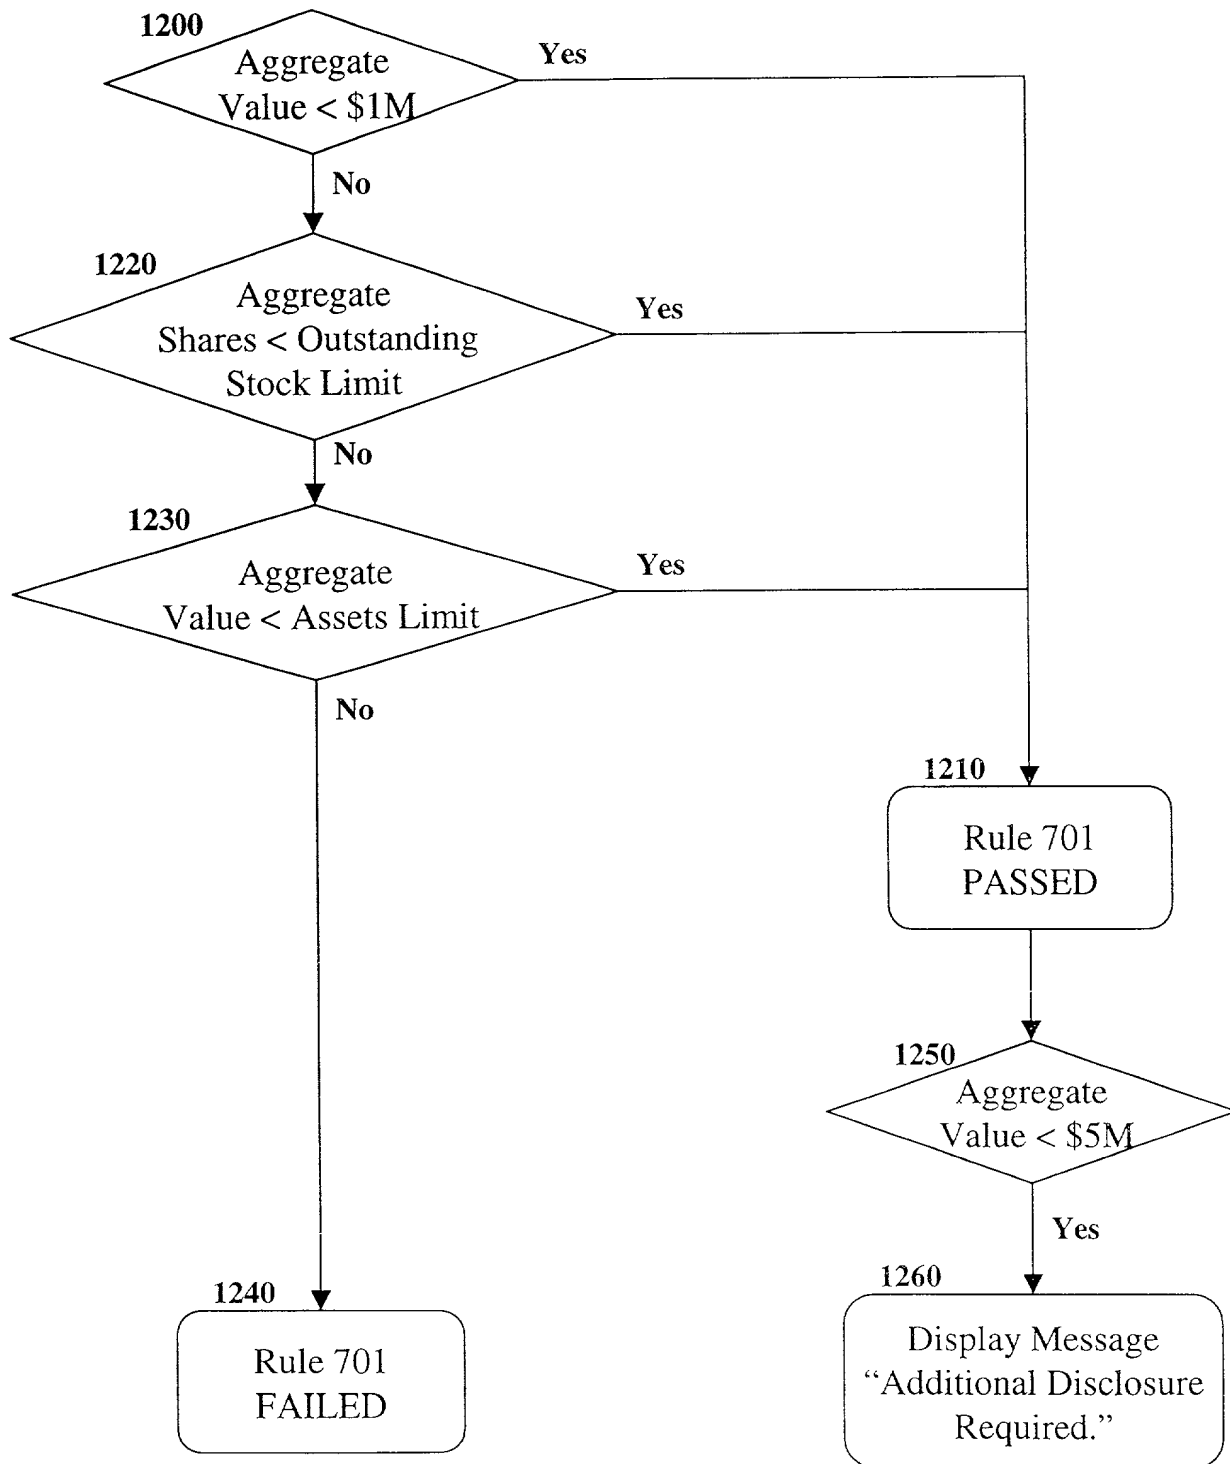 1200
Aggregate
Value < $1M
Yes
No
1220
Aggregate
Shares < Outstanding
Stock Limit
Yes
No
1230
Aggregate
Value < Assets Limit
Yes
No
1210
Rule 701
PASSED
1250
Aggregate
Value < $5M
Yes
1240
Rule 701
FAILED
1260
Display Message
“Additional Disclosure
Required.”